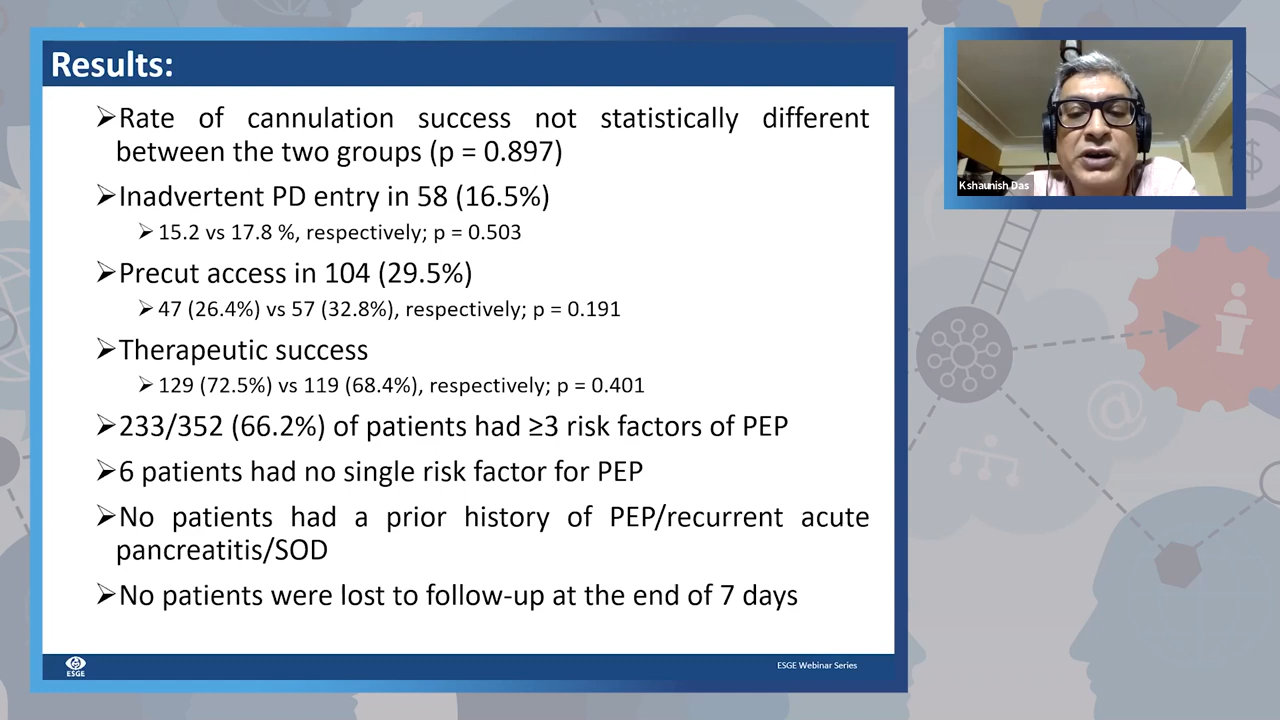 Results:
➢Rate of cannulation success not statistically different
between the two groups (p = 0.897)
➢Inadvertent PD entry in 58 (16.5%)
➢15.2 vs 17.8 %, respectively; p = 0.503
➢Precut access in 104 (29.5%)
➢47 (26.4%) vs 57 (32.8%), respectively; p = 0.191
➢Therapeutic success
➢129 (72.5%) vs 119 (68.4%), respectively; p = 0.401
➢233/352 (66.2%) of patients had ≥3 risk factors of PEP
➢6 patients had no single risk factor for PEP
➢No patients had a prior history of PEP/recurrent acute
pancreatitis/SOD
➢No patients were lost to follow-up at the end of 7 days
ESGE
ESGE Webinar Series
Kshaunish Das